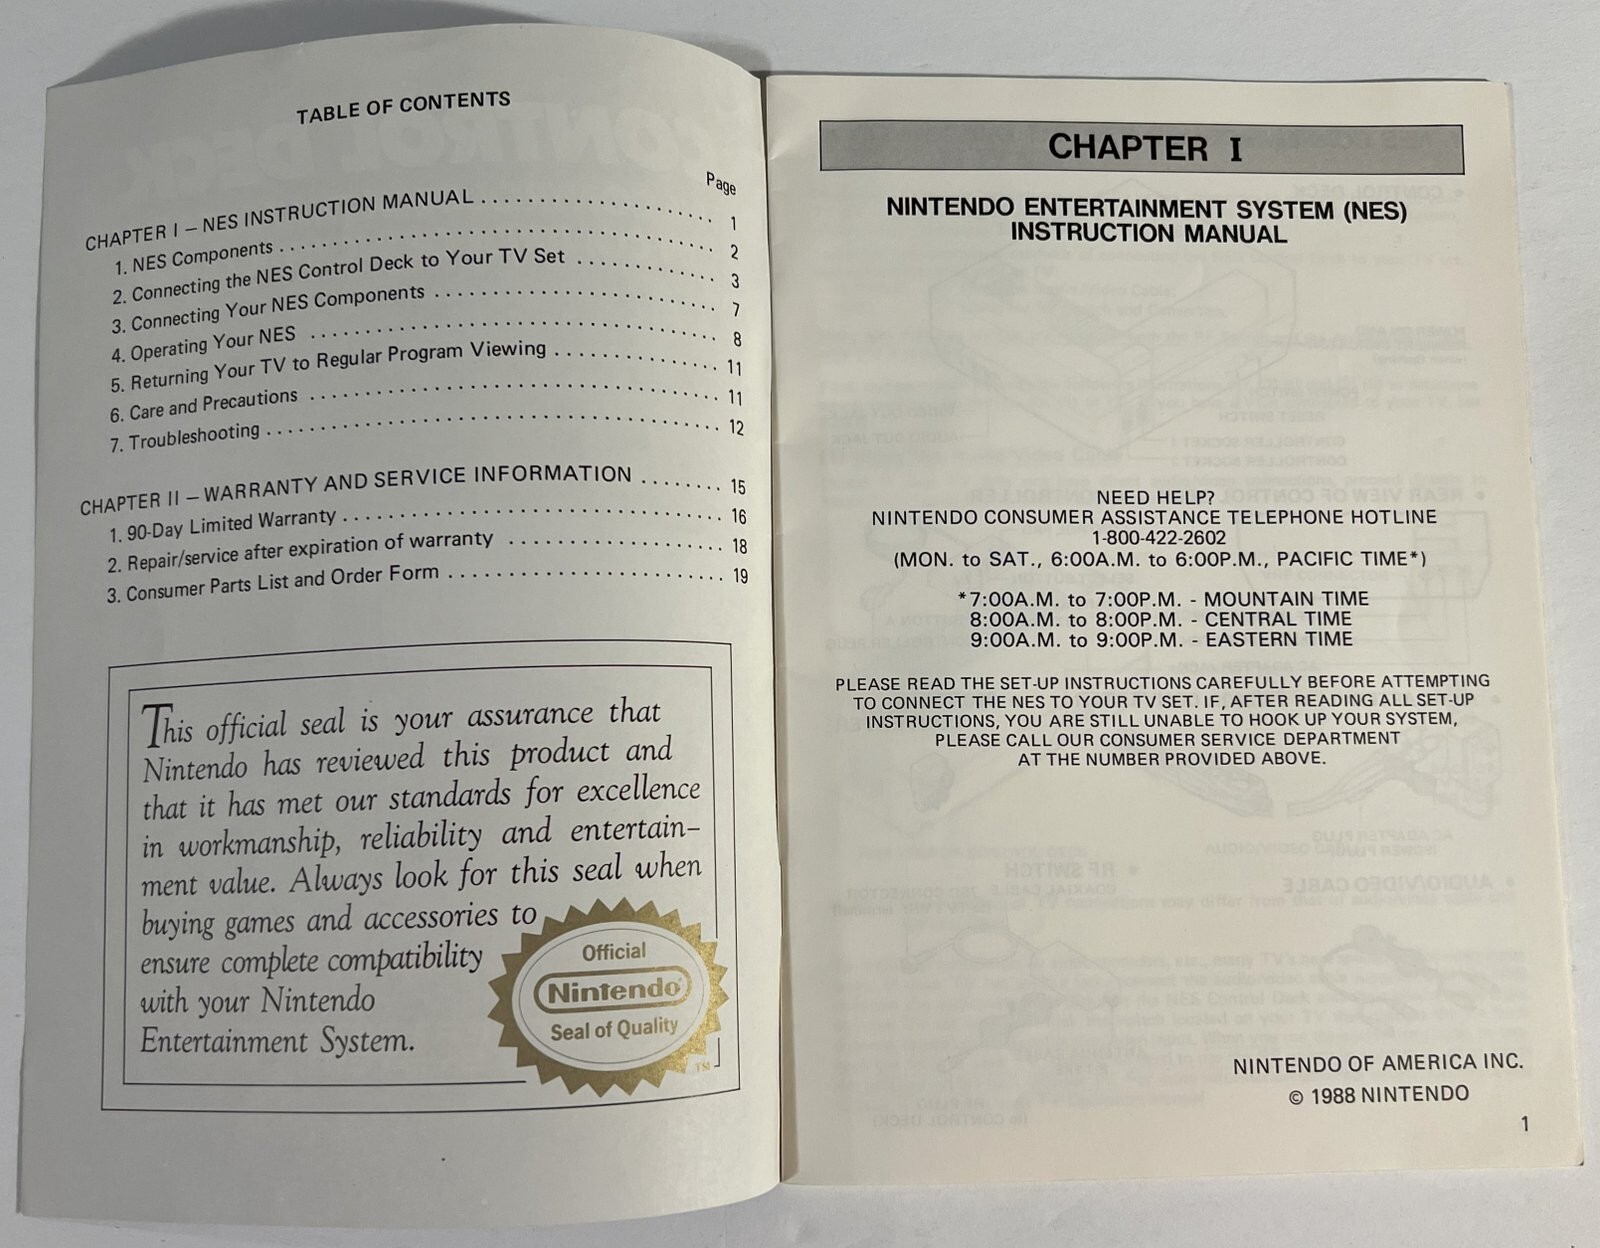 TABLE OF CONTENTS
Page
CHAPTER I – NES INSTRUCTION MANUAL . . . . . . . . . . . . . . . . . . . . . 1
1. NES Components . . . . . . . . . . . . . . . . . . . . . . . . . . . . . . . . . . . . . . 2
2. Connecting the NES Control Deck to Your TV Set . . . . . . . . . . . . 3
3. Connecting Your NES Components . . . . . . . . . . . . . . . . . . . . . . . . 7
4. Operating Your NES . . . . . . . . . . . . . . . . . . . . . . . . . . . . . . . . . . . 8
5. Returning Your TV to Regular Program Viewing . . . . . . . . . . . . . . 11
6. Care and Precautions . . . . . . . . . . . . . . . . . . . . . . . . . . . . . . . . . . . 11
7. Troubleshooting . . . . . . . . . . . . . . . . . . . . . . . . . . . . . . . . . . . . . . . 12
CHAPTER II – WARRANTY AND SERVICE INFORMATION . . . . . . . . 15
1. 90-Day Limited Warranty . . . . . . . . . . . . . . . . . . . . . . . . . . . . . . . . 16
2. Repair/service after expiration of warranty . . . . . . . . . . . . . . . . . . 18
3. Consumer Parts List and Order Form . . . . . . . . . . . . . . . . . . . . . . . 19
This official seal is your assurance that
Nintendo has reviewed this product and
that it has met our standards for excellence
in workmanship, reliability and entertain-
ment value. Always look for this seal when
buying games and accessories to
ensure complete compatibility
with your Nintendo
Entertainment System.
Official
Nintendo®
Seal of Quality
TM
CHAPTER I
NINTENDO ENTERTAINMENT SYSTEM (NES)
INSTRUCTION MANUAL
NEED HELP?
NINTENDO CONSUMER ASSISTANCE TELEPHONE HOTLINE
1-800-422-2602
(MON. to SAT., 6:00A.M. to 6:00P.M., PACIFIC TIME*)
*7:00A.M. to 7:00P.M. - MOUNTAIN TIME
8:00A.M. to 8:00P.M. - CENTRAL TIME
9:00A.M. to 9:00P.M. - EASTERN TIME
PLEASE READ THE SET-UP INSTRUCTIONS CAREFULLY BEFORE ATTEMPTING
TO CONNECT THE NES TO YOUR TV SET. IF, AFTER READING ALL SET-UP
INSTRUCTIONS, YOU ARE STILL UNABLE TO HOOK UP YOUR SYSTEM,
PLEASE CALL OUR CONSUMER SERVICE DEPARTMENT
AT THE NUMBER PROVIDED ABOVE.
NINTENDO OF AMERICA INC.
© 1988 NINTENDO
1